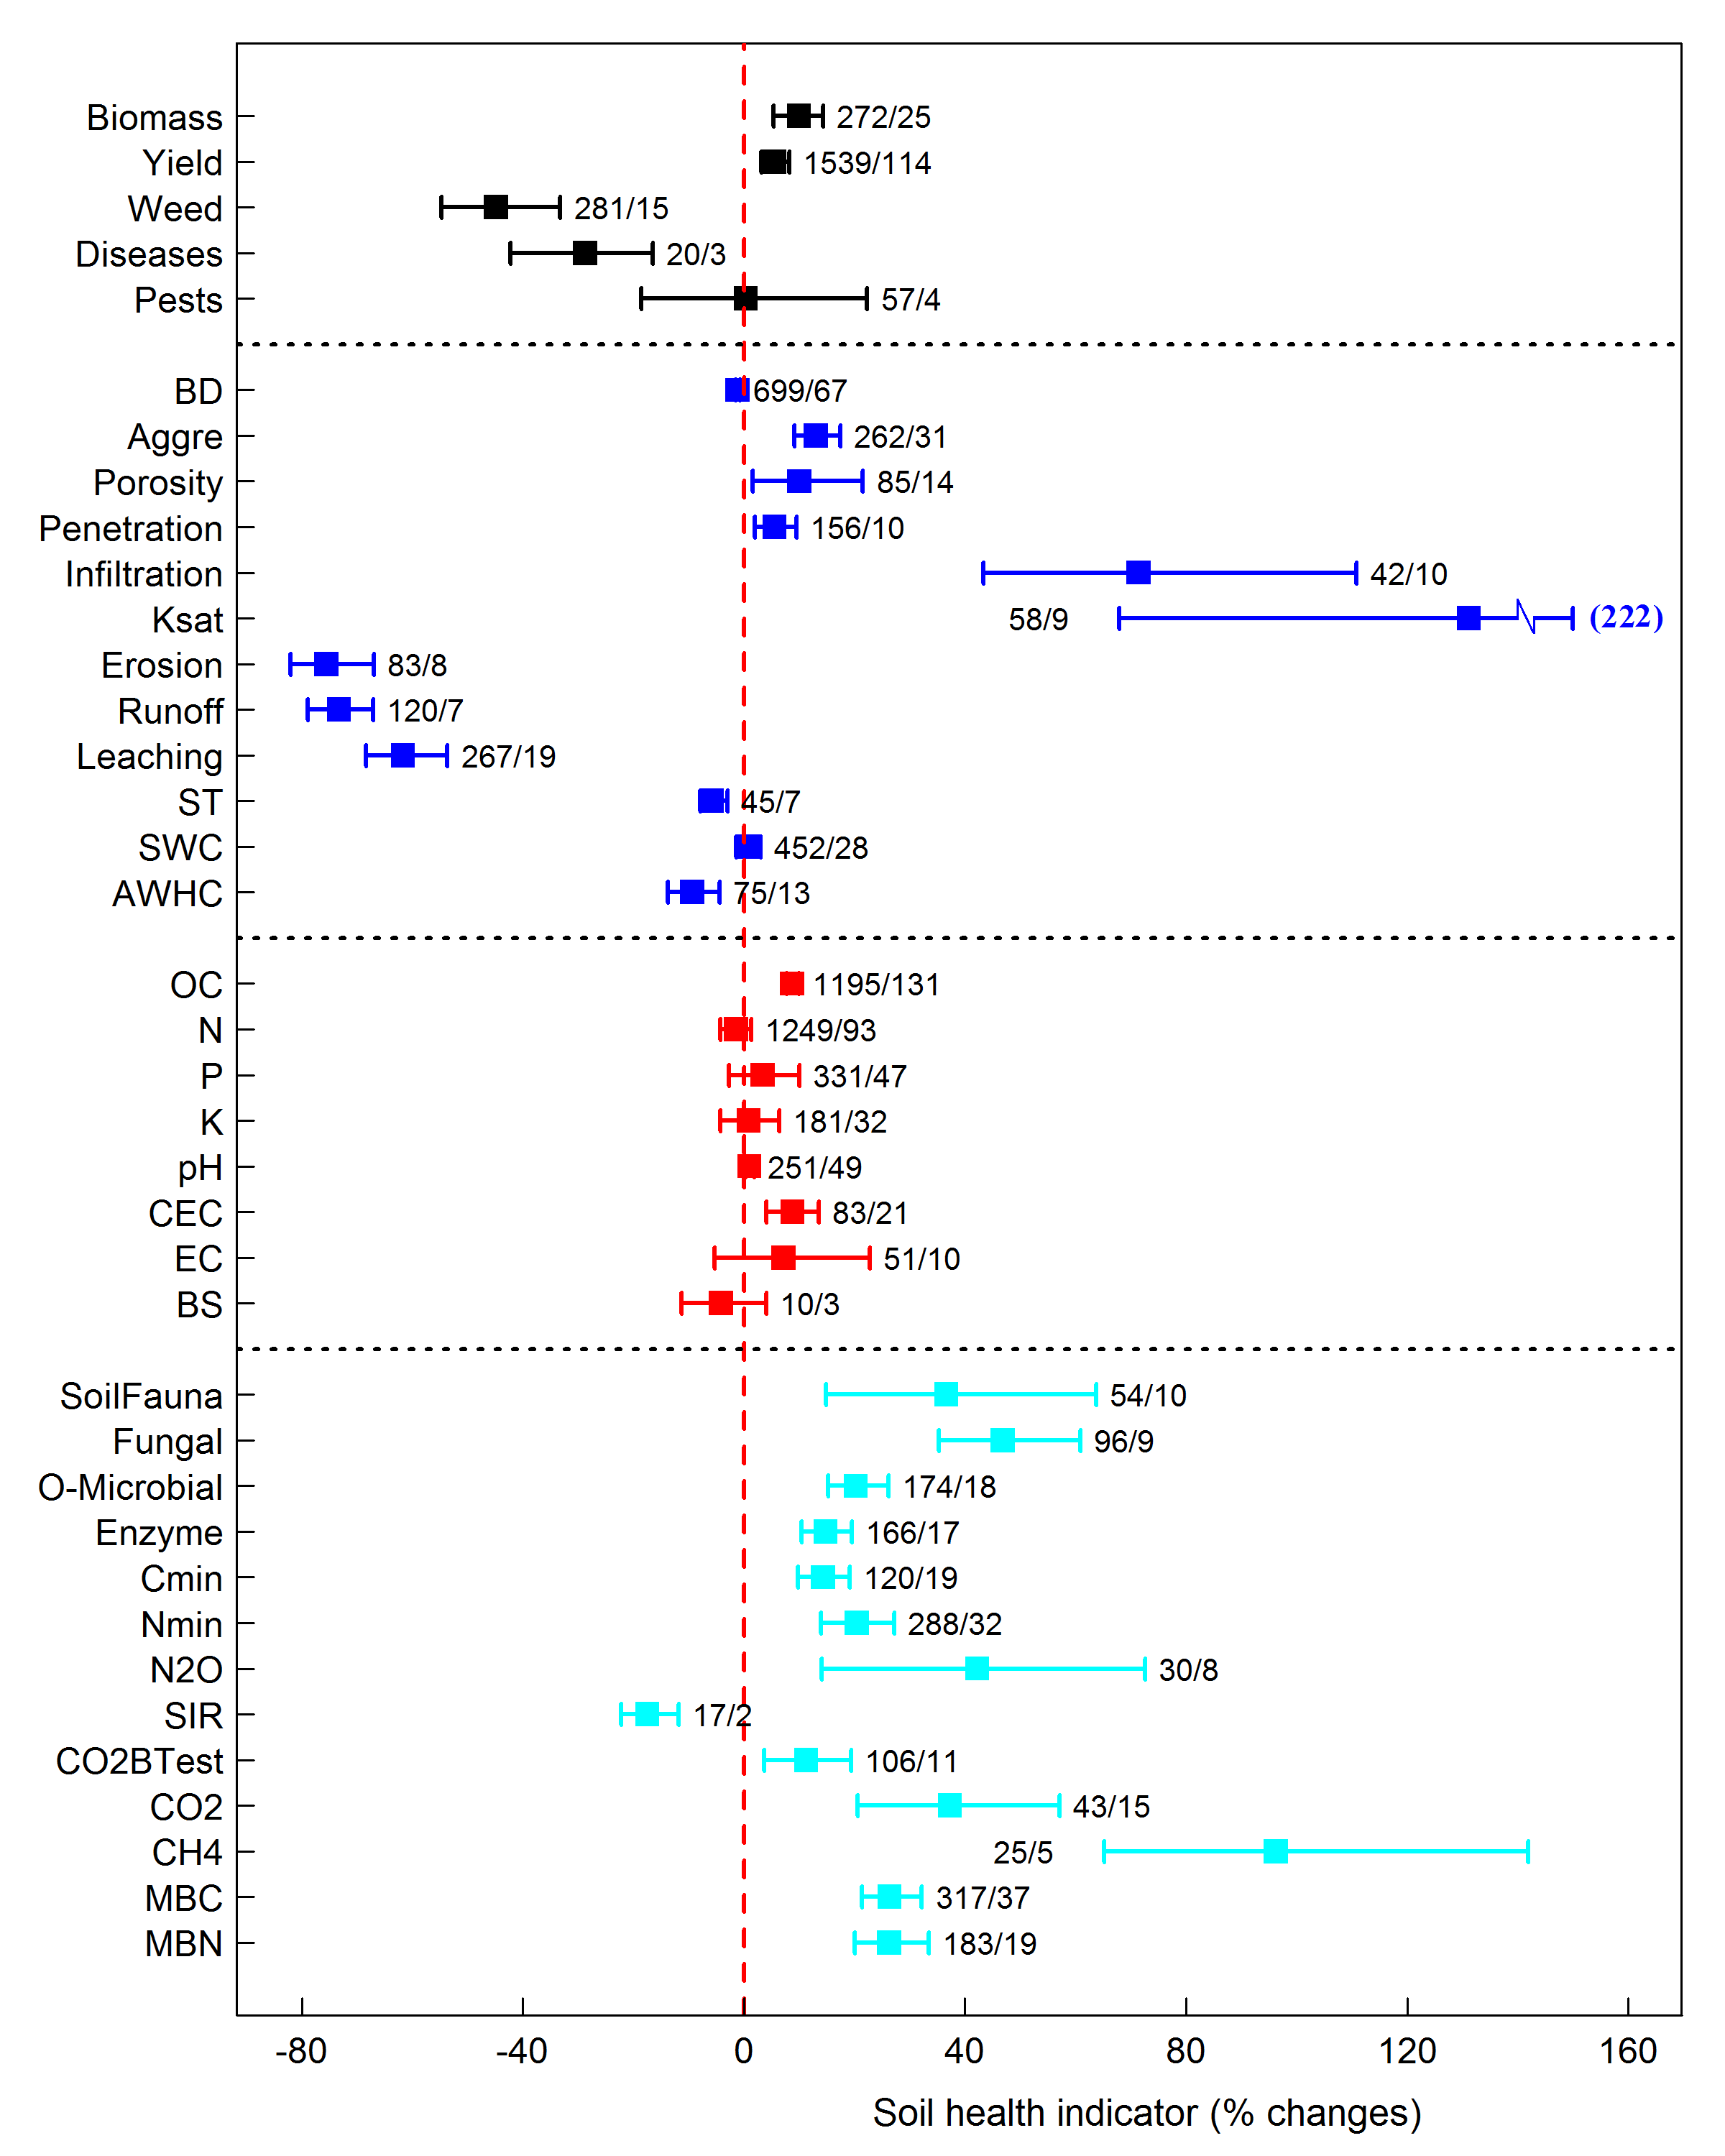 Biomass 272/25
Yield 1539/114
Weed 281/15
Diseases 20/3
Pests 57/4
BD 699/67
Aggre 262/31
Porosity 85/14
Penetration 156/10
Infiltration 42/10
Ksat 58/9 (222)
Erosion 83/8
Runoff 120/7
Leaching 267/19
ST 45/7
SWC 452/28
AWHC 75/13
OC 1195/131
N 1249/93
P 331/47
K 181/32
pH 251/49
CEC 83/21
EC 51/10
BS 10/3
SoilFauna 54/10
Fungal 96/9
O-Microbial 174/18
Enzyme 166/17
Cmin 120/19
Nmin 288/32
N2O 30/8
SIR 17/2
CO2BTest 106/11
CO2 43/15
CH4 25/5
MBC 317/37
MBN 183/19
-80 -40 0 40 80 120 160
Soil health indicator (% changes)